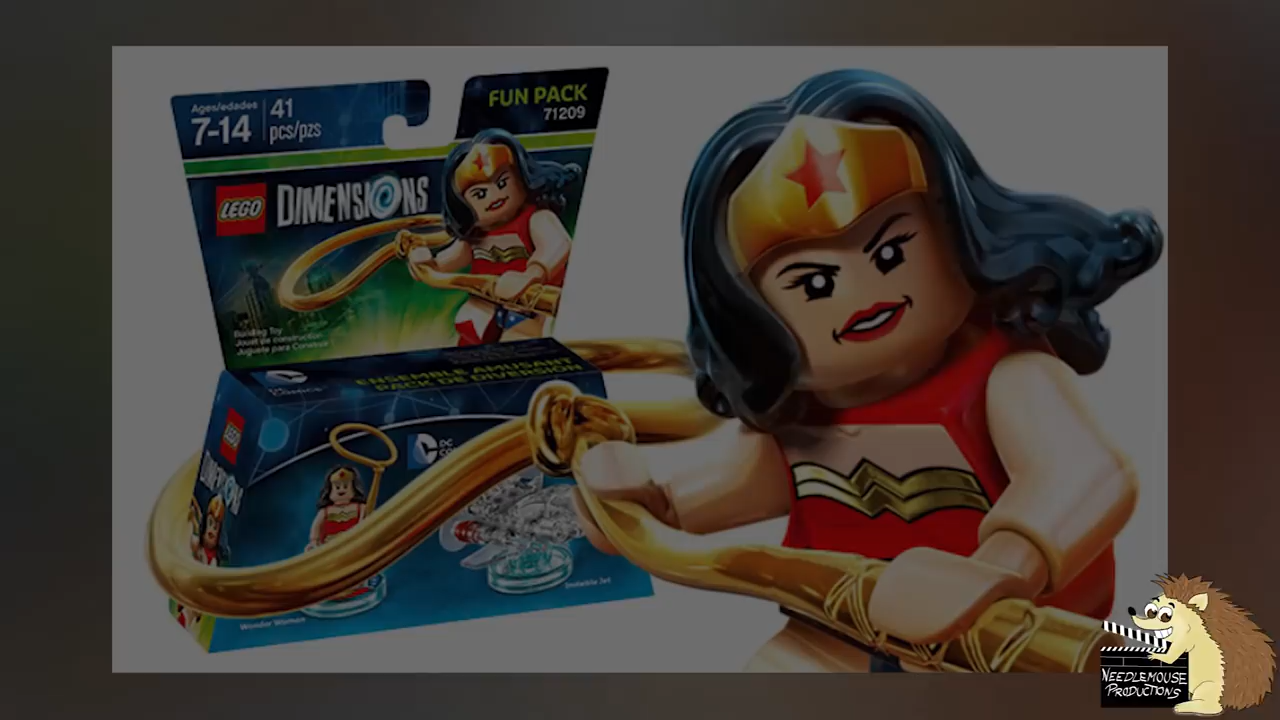 Ages/edades
7-14
41
pcs/pzs
FUN PACK
71209
LEGO
DIMENSIONS
Building Toy
Jouet de construction
Juguete para Construir
ENSEMBLE AMUSANT
PACK DE DIVERSIÓN
LEGO
DIMENSIONS
DC
Wonder Woman
Invisible Jet
NEEDLEMOUSE
PRODUCTIONS